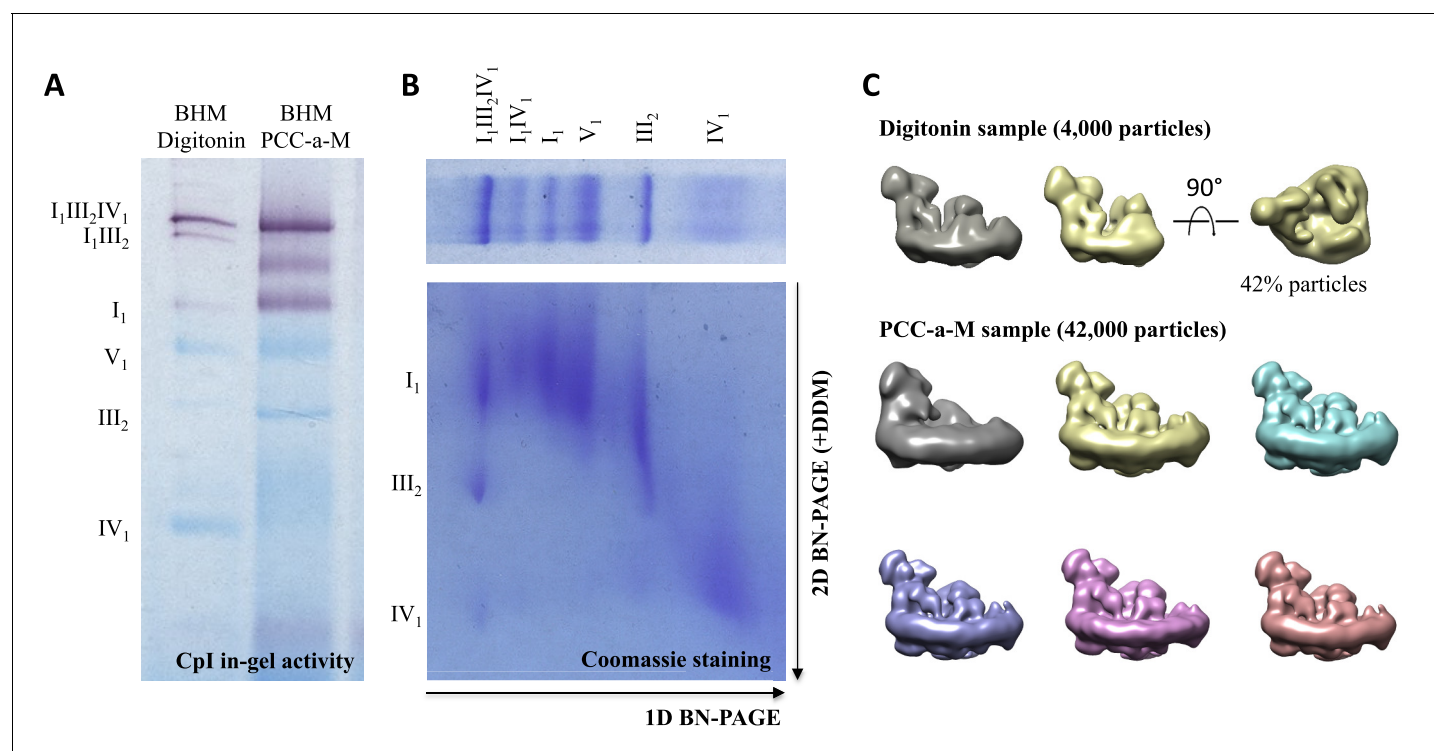 A
BHM
Digitonin
BHM
PCC-a-M
I₁III₂IV₁
I₁III₂
I₁
V₁
III₂
IV₁
CpI in-gel activity
B
I₁III₂IV₁
I₁IV₁
I₁
V₁
III₂
IV₁
I₁
III₂
IV₁
Coomassie staining
2D BN-PAGE (+DDM)
1D BN-PAGE
C
Digitonin sample (4,000 particles)
90°
42% particles
PCC-a-M sample (42,000 particles)